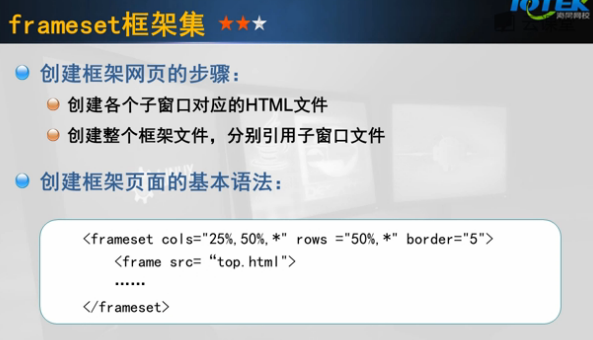 frameset框架集
创建框架网页的步骤：
创建各个子窗口对应的HTML文件
创建整个框架文件，分别引用子窗口文件
创建框架页面的基本语法：
<frameset cols="25%,50%,*" rows ="50%,*" border="5">
<frame src=“top.html">
……
</frameset>